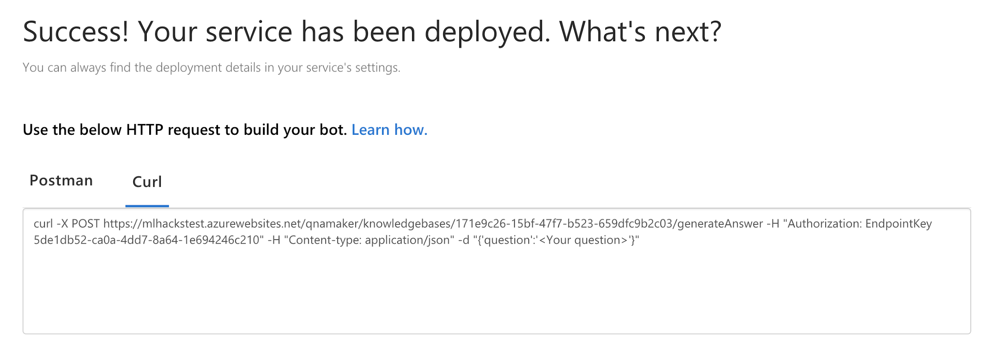 Success! Your service has been deployed. What's next?
You can always find the deployment details in your service's settings.
Use the below HTTP request to build your bot. Learn how.
Postman
Curl
curl -X POST https://mlhackstest.azurewebsites.net/qnamaker/knowledgebases/171e9c26-15bf-47f7-b523-659dfc9b2c03/generateAnswer -H "Authorization: EndpointKey
5de1db52-ca0a-4dd7-8a64-1e694246c210" -H "Content-type: application/json" -d "{'question':'<Your question>'}"